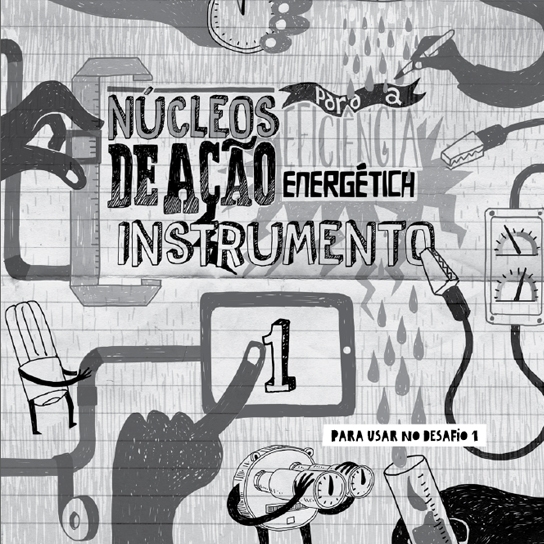 NÚCLEOS
para a
DE AÇÃO
EFICIÊNCIA
ENERGÉTICA
INSTRUMENTO
1
PARA USAR NO DESAFIO 1